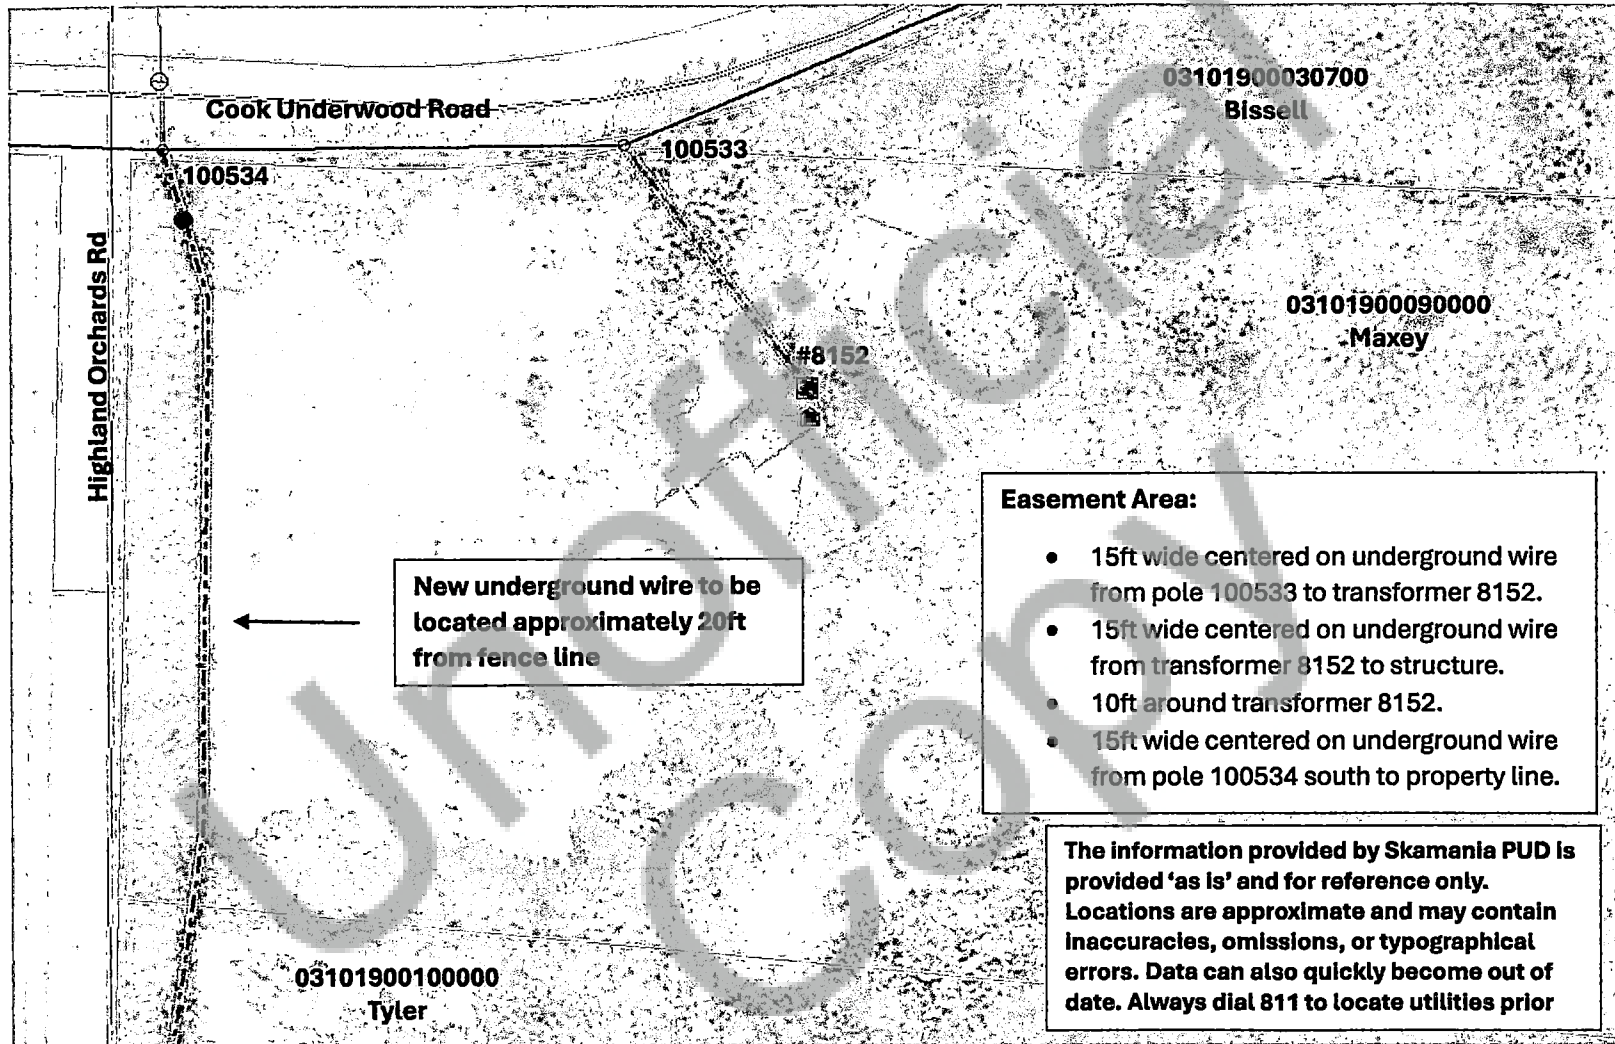 03101900030700
Bissell
Cook Underwood Road
100533
100534
Highland Orchards Rd
03101900090000
Maxey
#8152
Easement Area:
• 15ft wide centered on underground wire
from pole 100533 to transformer 8152.
• 15ft wide centered on underground wire
from transformer 8152 to structure.
• 10ft around transformer 8152.
• 15ft wide centered on underground wire
from pole 100534 south to property line.
New underground wire to be
located approximately 20ft
from fence line
The information provided by Skamania PUD is
provided ‘as is’ and for reference only.
Locations are approximate and may contain
inaccuracies, omissions, or typographical
errors. Data can also quickly become out of
date. Always dial 811 to locate utilities prior
03101900100000
Tyler
Unofficial
Copy